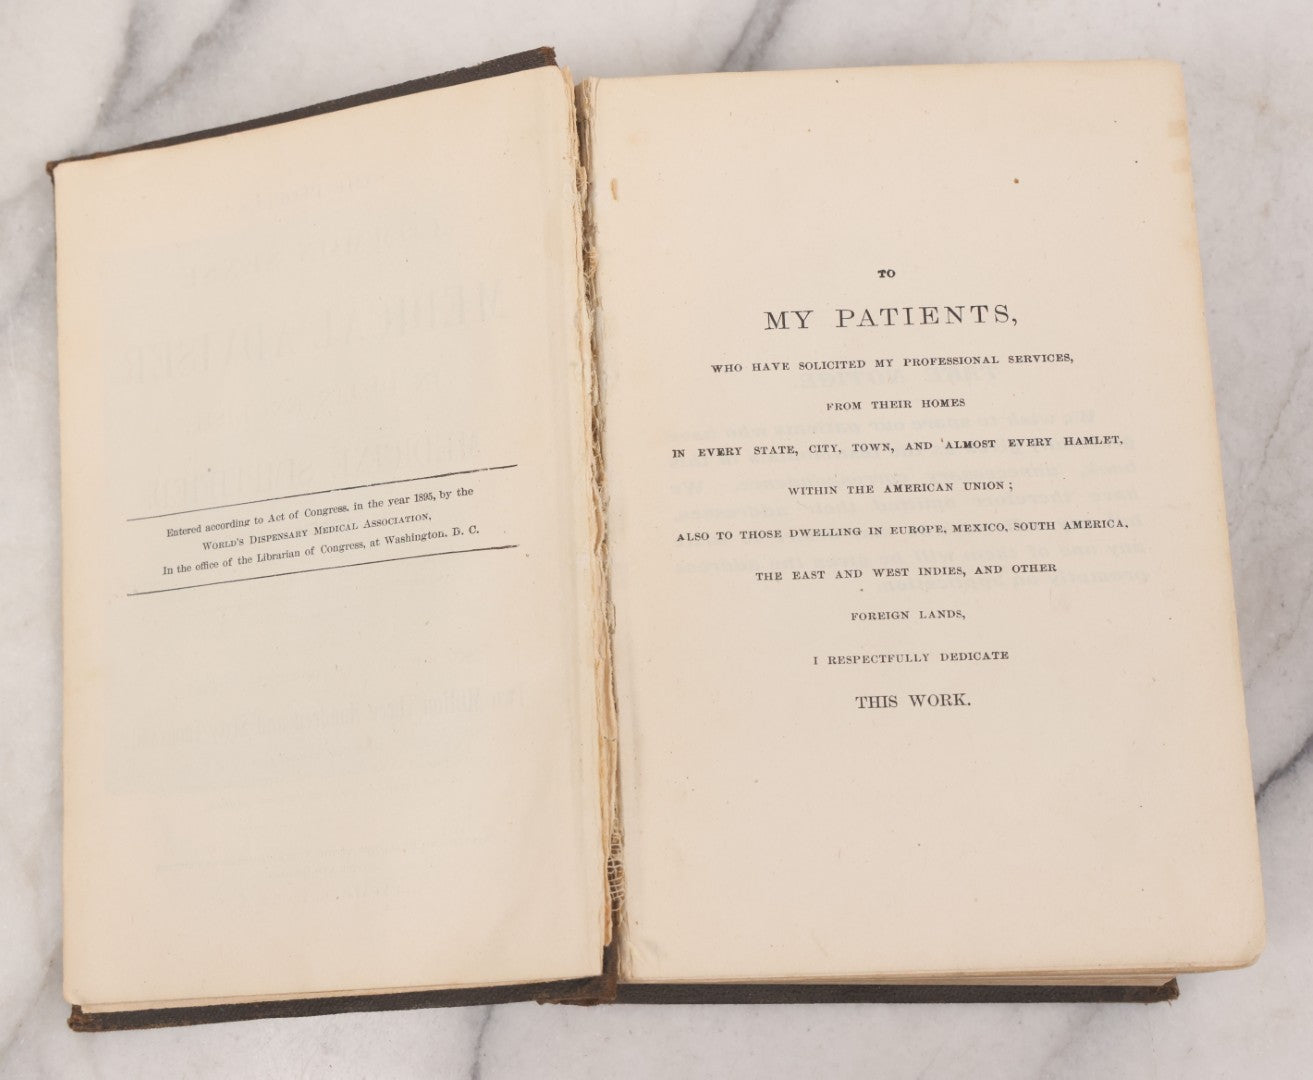 Entered according to Act of Congress, in the year 1895, by the
WORLD'S DISPENSARY MEDICAL ASSOCIATION,
In the office of the Librarian of Congress, at Washington, D. C.
TO
MY PATIENTS,
WHO HAVE SOLICITED MY PROFESSIONAL SERVICES,
FROM THEIR HOMES
IN EVERY STATE, CITY, TOWN, AND ALMOST EVERY HAMLET,
WITHIN THE AMERICAN UNION;
ALSO TO THOSE DWELLING IN EUROPE, MEXICO, SOUTH AMERICA,
THE EAST AND WEST INDIES, AND OTHER
FOREIGN LANDS,
I RESPECTFULLY DEDICATE
THIS WORK.